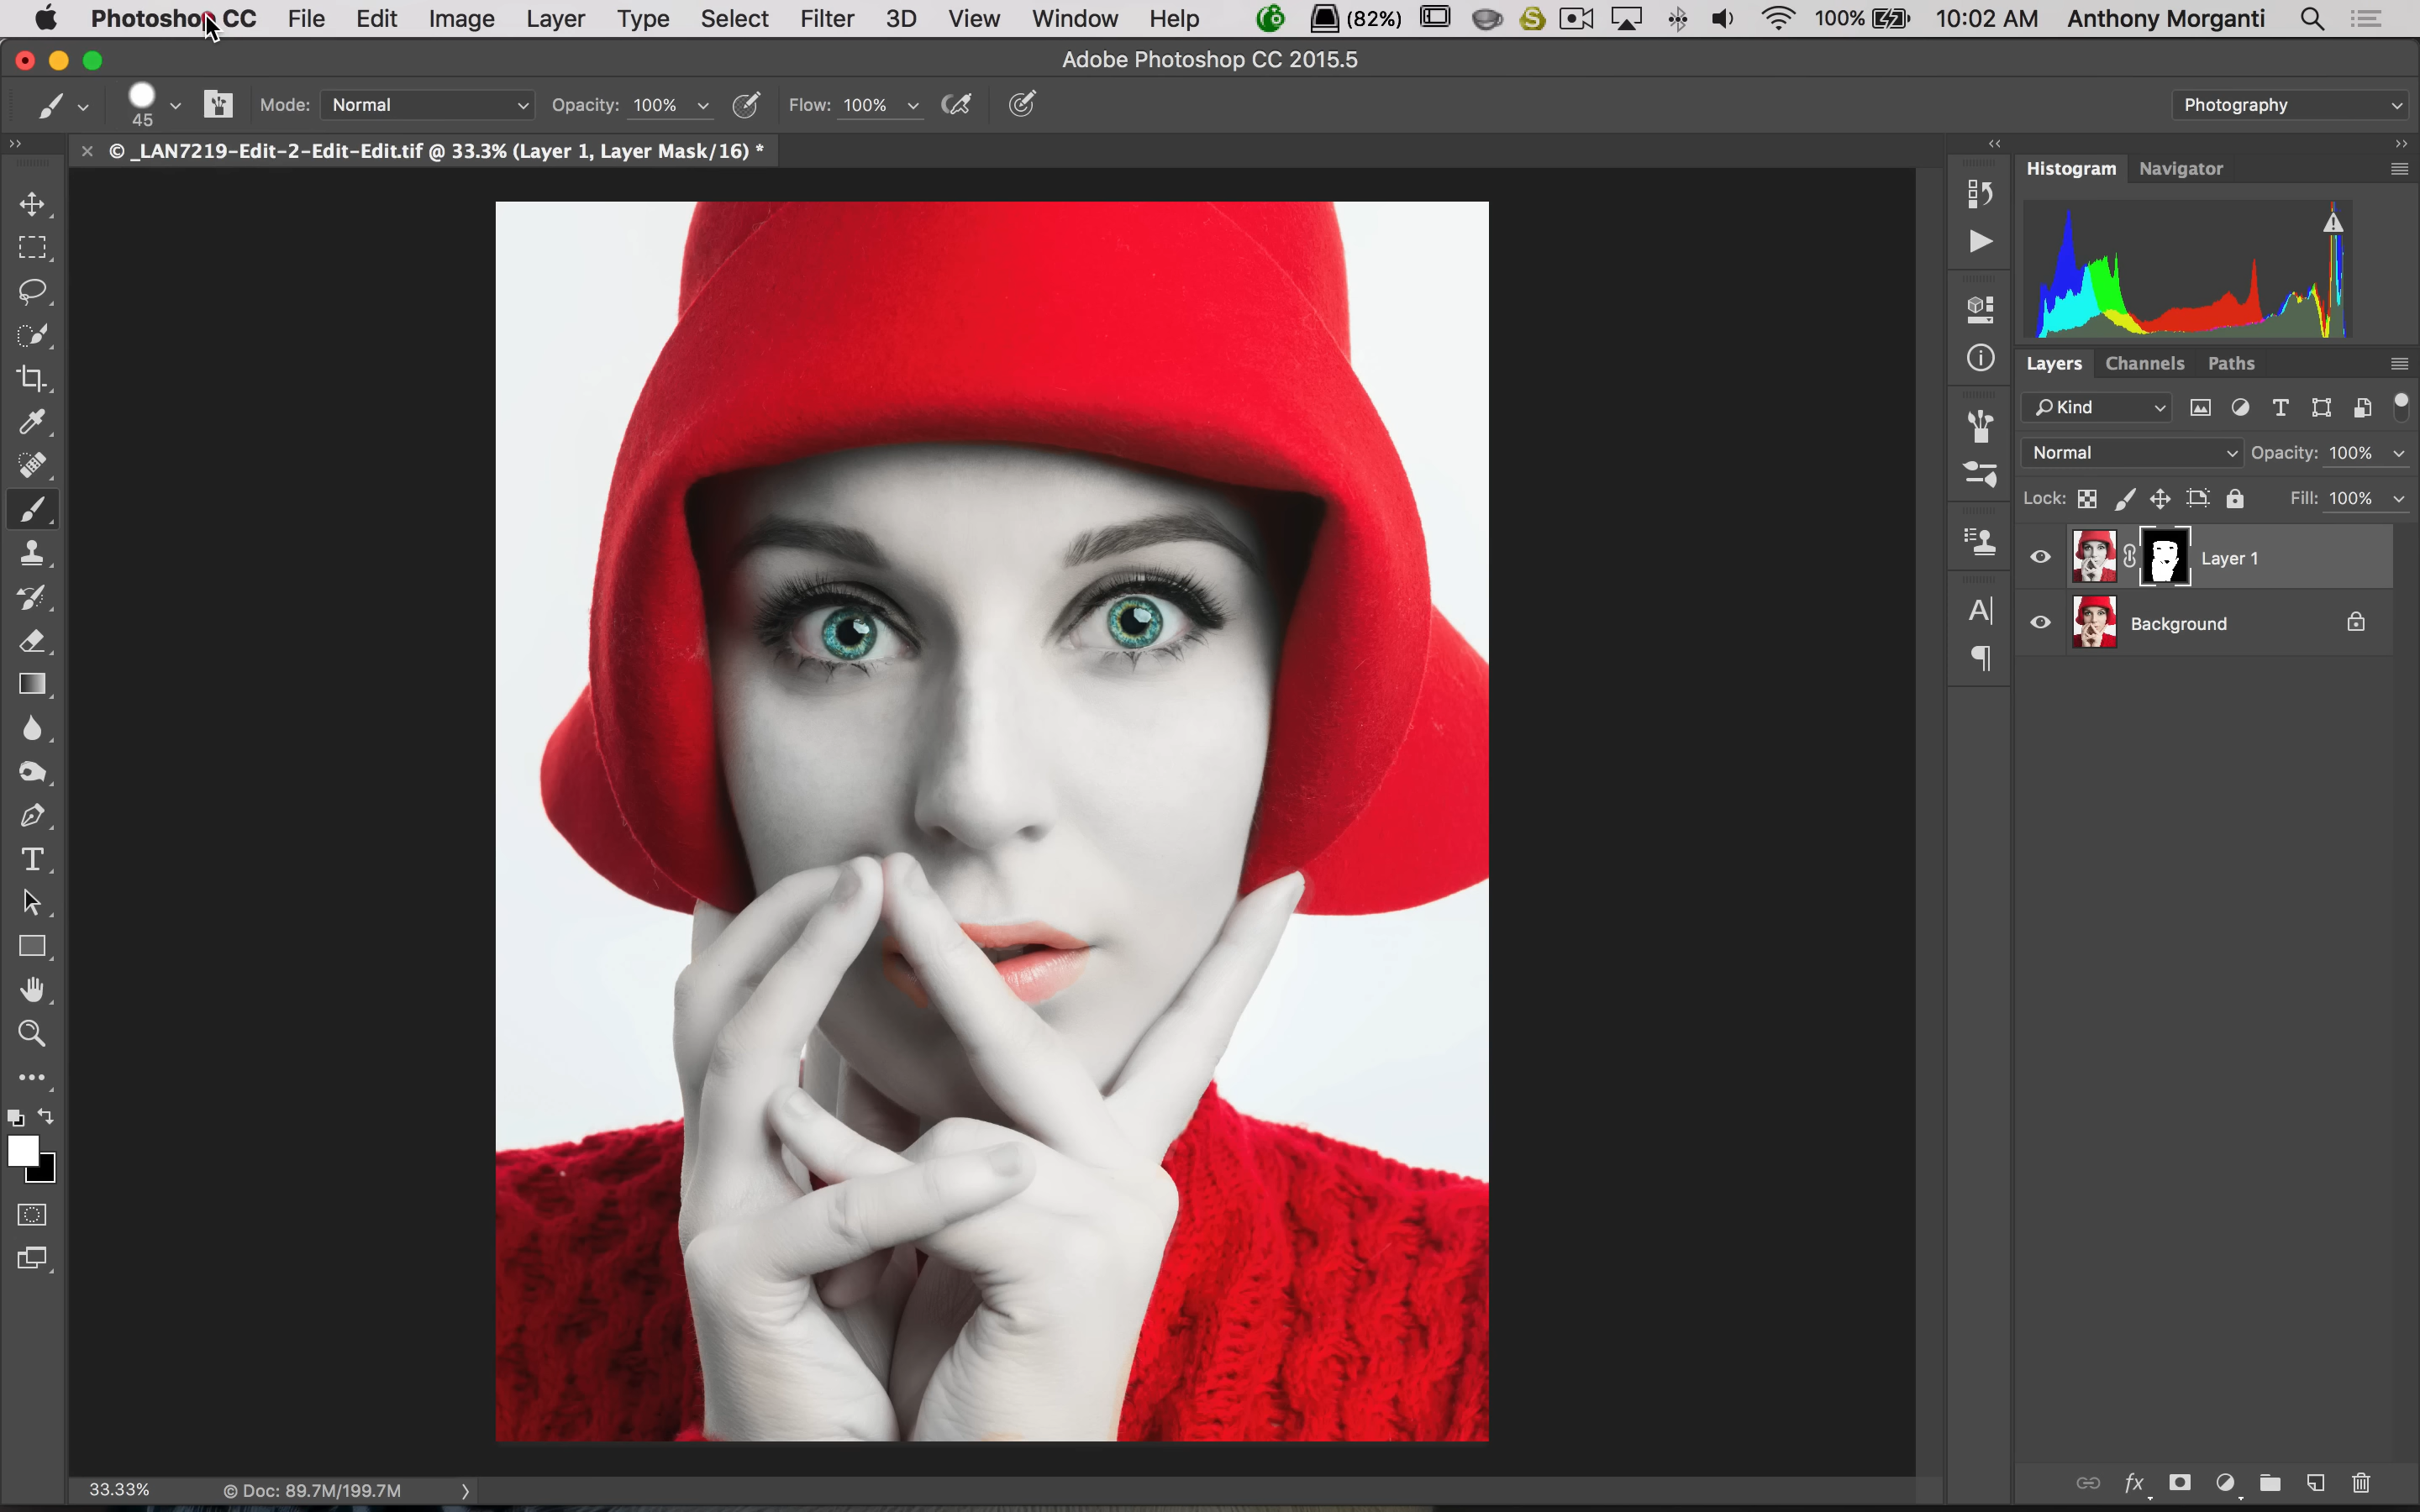 Photoshop CC File Edit Image Layer Type Select Filter 3D View Window Help (82%) 100% 10:02 AM Anthony Morganti
Adobe Photoshop CC 2015.5
45 Mode: Normal Opacity: 100% Flow: 100% Photography
© _LAN7219-Edit-2-Edit-Edit.tif @ 33.3% (Layer 1, Layer Mask/16) *
Histogram Navigator
Layers Channels Paths
Kind
Normal Opacity: 100%
Lock: Fill: 100%
Layer 1
Background
33.33% © Doc: 89.7M/199.7M